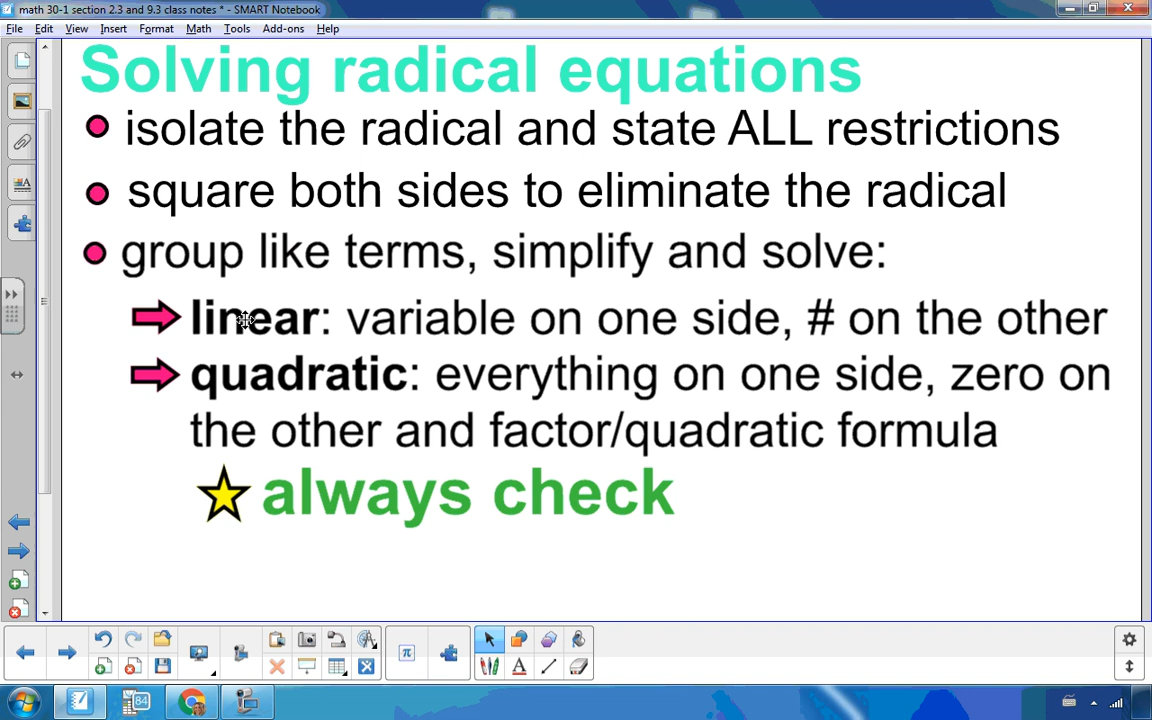 math 30-1 section 2.3 and 9.3 class notes * - SMART Notebook
File Edit View Insert Format Math Tools Add-ons Help
Solving radical equations
isolate the radical and state ALL restrictions
square both sides to eliminate the radical
group like terms, simplify and solve:
linear: variable on one side, # on the other
quadratic: everything on one side, zero on
the other and factor/quadratic formula
always check
π
A
84